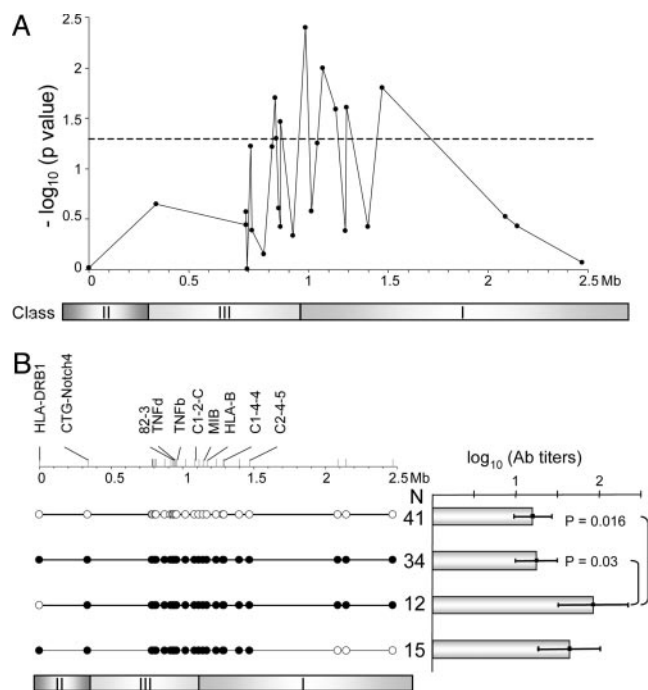 A
- log10 (p value)
2.5
2
1.5
1
0.5
0
0 0.5 1 1.5 2 2.5 Mb
Class II III I
B
HLA-DRB1
CTG-Notch4
82-3
TNFd
TNFb
C1-2-C
MIB
HLA-B
C1-4-4
C2-4-5
0 0.5 1 1.5 2 2.5 Mb
log10 (Ab titers)
N 1 2
41 P = 0.016
34 P = 0.03
12
15
II III I